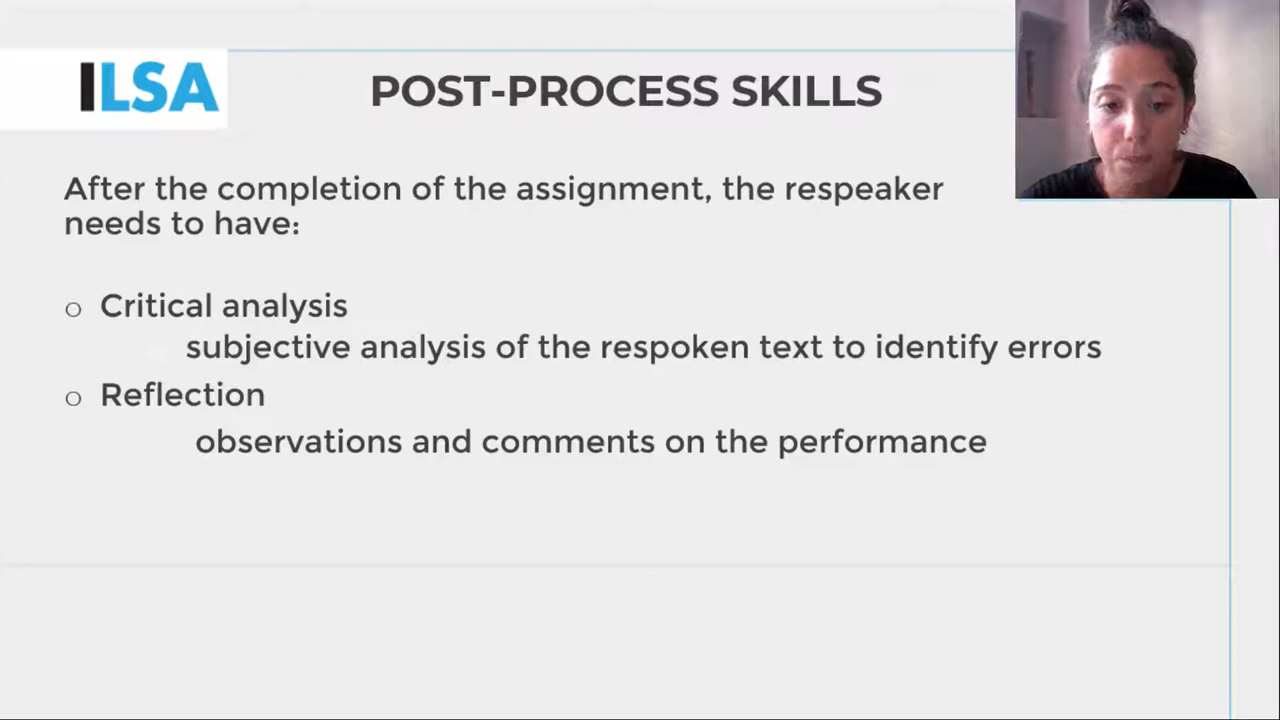 ILSA
POST-PROCESS SKILLS
After the completion of the assignment, the respeaker
needs to have:
o Critical analysis
subjective analysis of the respoken text to identify errors
o Reflection
observations and comments on the performance